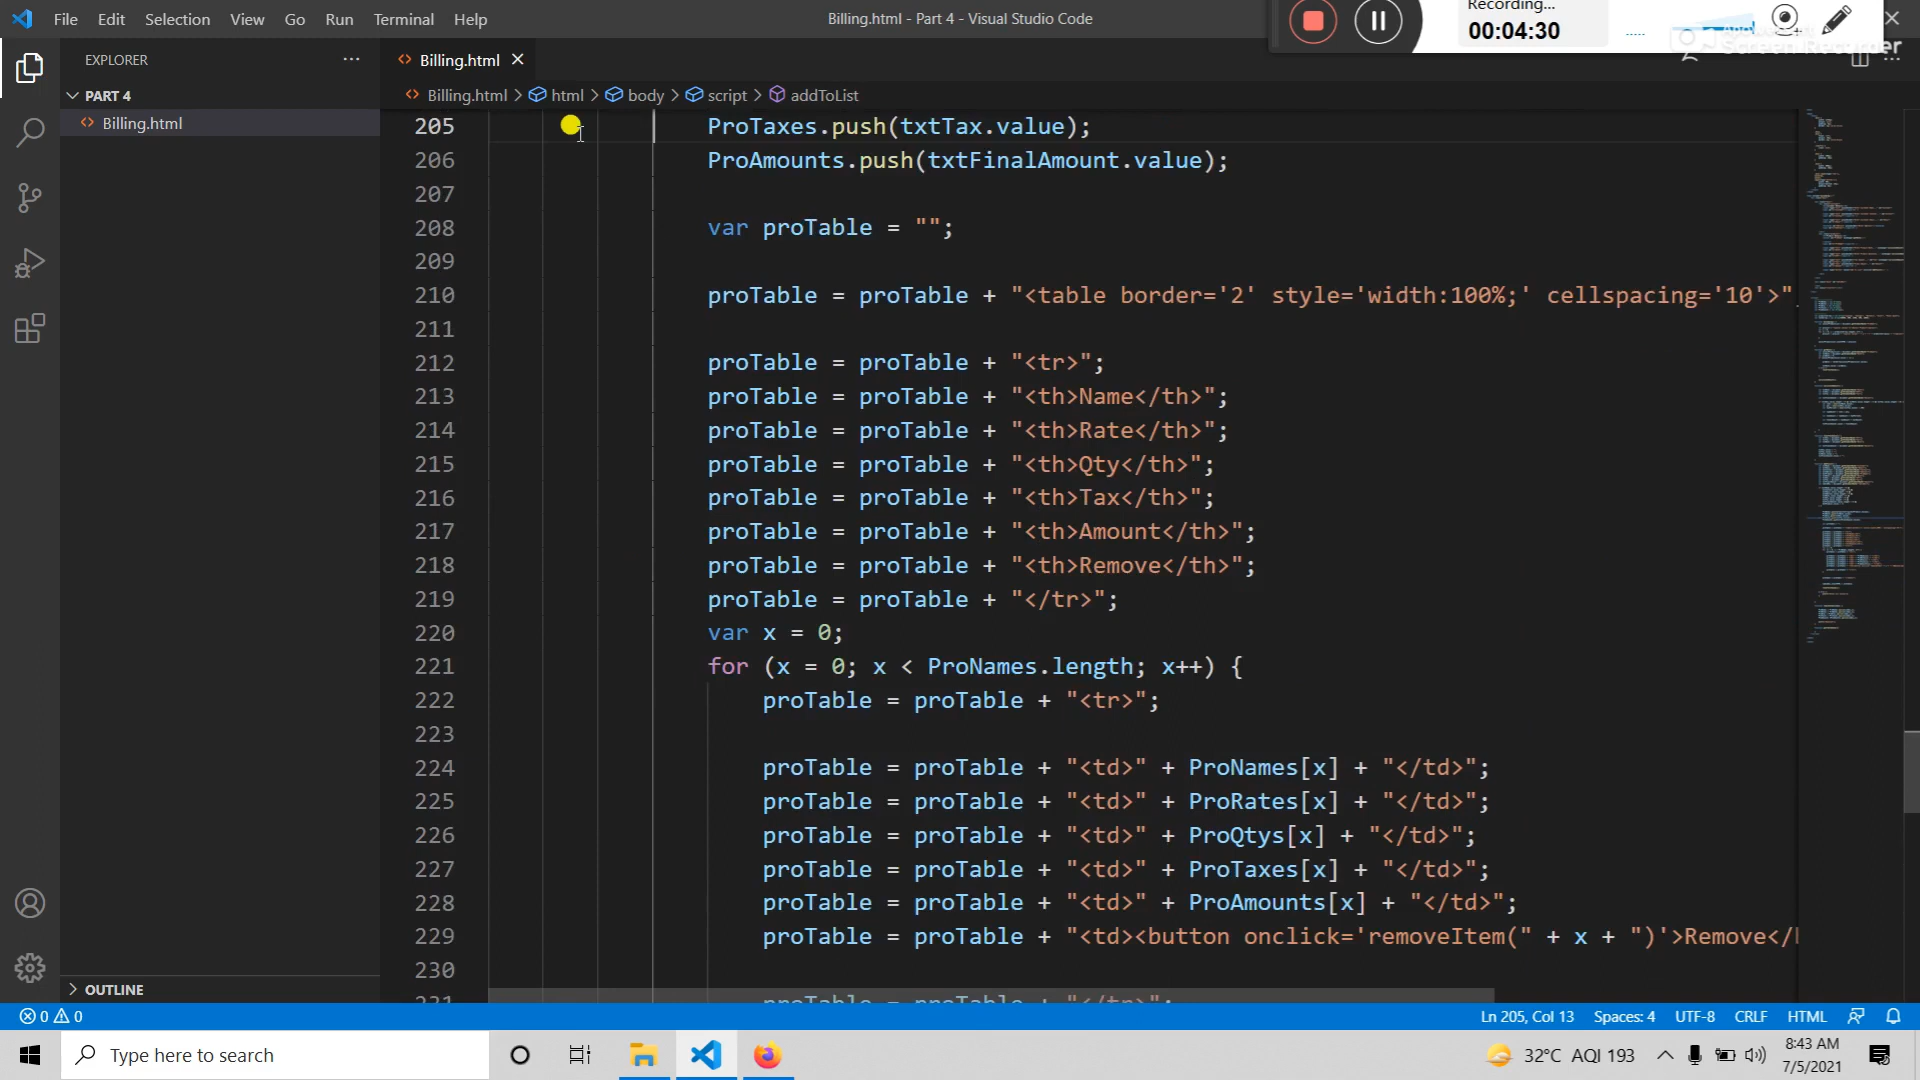 File Edit Selection View Go Run Terminal Help
Billing.html - Part 4 - Visual Studio Code
Recording...
00:04:30
Screen Recorder
EXPLORER
Billing.html
PART 4
Billing.html
Billing.html > html > body > script > addToList
205 ProTaxes.push(txtTax.value);
206 ProAmounts.push(txtFinalAmount.value);
207
208 var proTable = "";
209
210 proTable = proTable + "<table border='2' style='width:100%;' cellspacing='10'>"
211
212 proTable = proTable + "<tr>";
213 proTable = proTable + "<th>Name</th>";
214 proTable = proTable + "<th>Rate</th>";
215 proTable = proTable + "<th>Qty</th>";
216 proTable = proTable + "<th>Tax</th>";
217 proTable = proTable + "<th>Amount</th>";
218 proTable = proTable + "<th>Remove</th>";
219 proTable = proTable + "</tr>";
220 var x = 0;
221 for (x = 0; x < ProNames.length; x++) {
222 proTable = proTable + "<tr>";
223
224 proTable = proTable + "<td>" + ProNames[x] + "</td>";
225 proTable = proTable + "<td>" + ProRates[x] + "</td>";
226 proTable = proTable + "<td>" + ProQtys[x] + "</td>";
227 proTable = proTable + "<td>" + ProTaxes[x] + "</td>";
228 proTable = proTable + "<td>" + ProAmounts[x] + "</td>";
229 proTable = proTable + "<td><button onclick='removeItem(" + x + ")'>Remove</
230
231 proTable = proTable + "</tr>";
OUTLINE
0 0
Ln 205, Col 13 Spaces: 4 UTF-8 CRLF HTML
Type here to search
32°C AQI 193
8:43 AM
7/5/2021